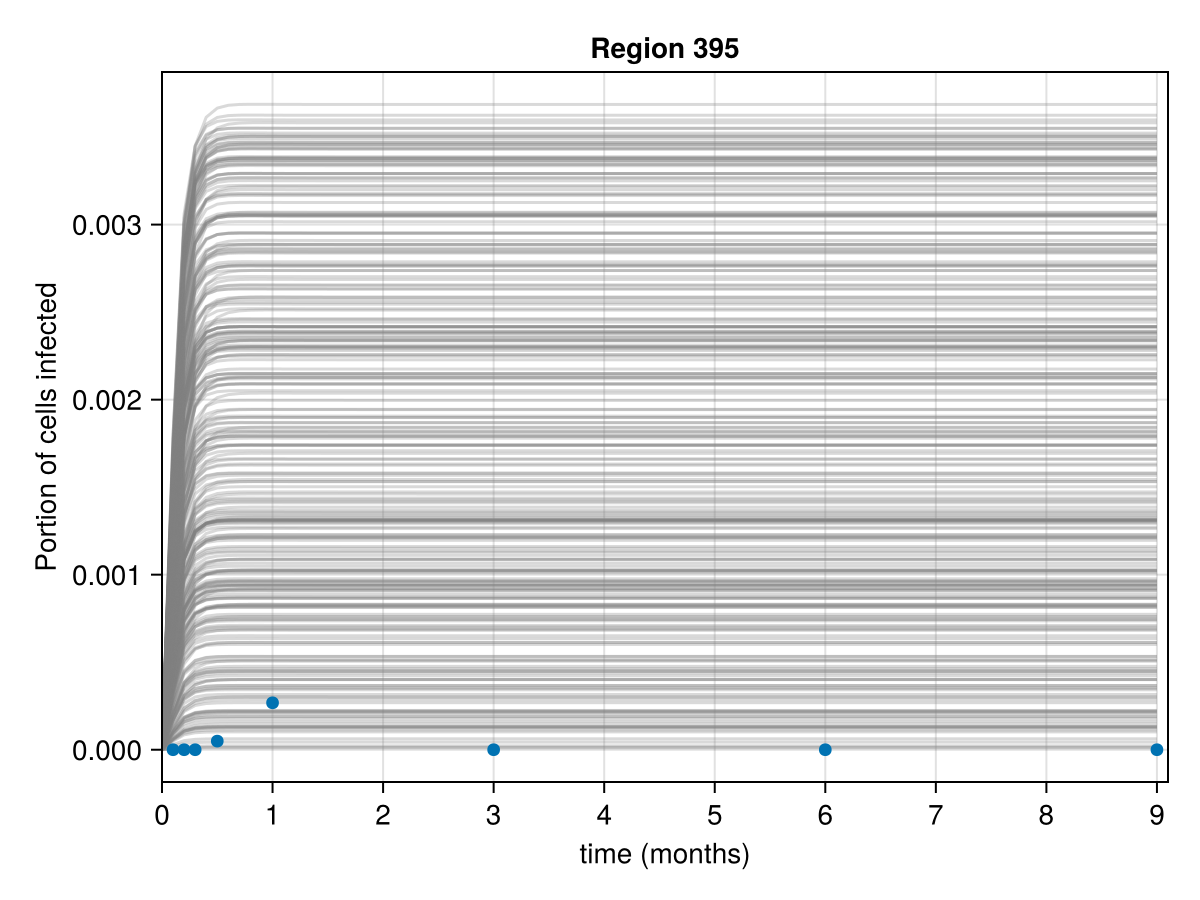 Region 395
Portion of cells infected
0.003
0.002
0.001
0.000
0 1 2 3 4 5 6 7 8 9
time (months)